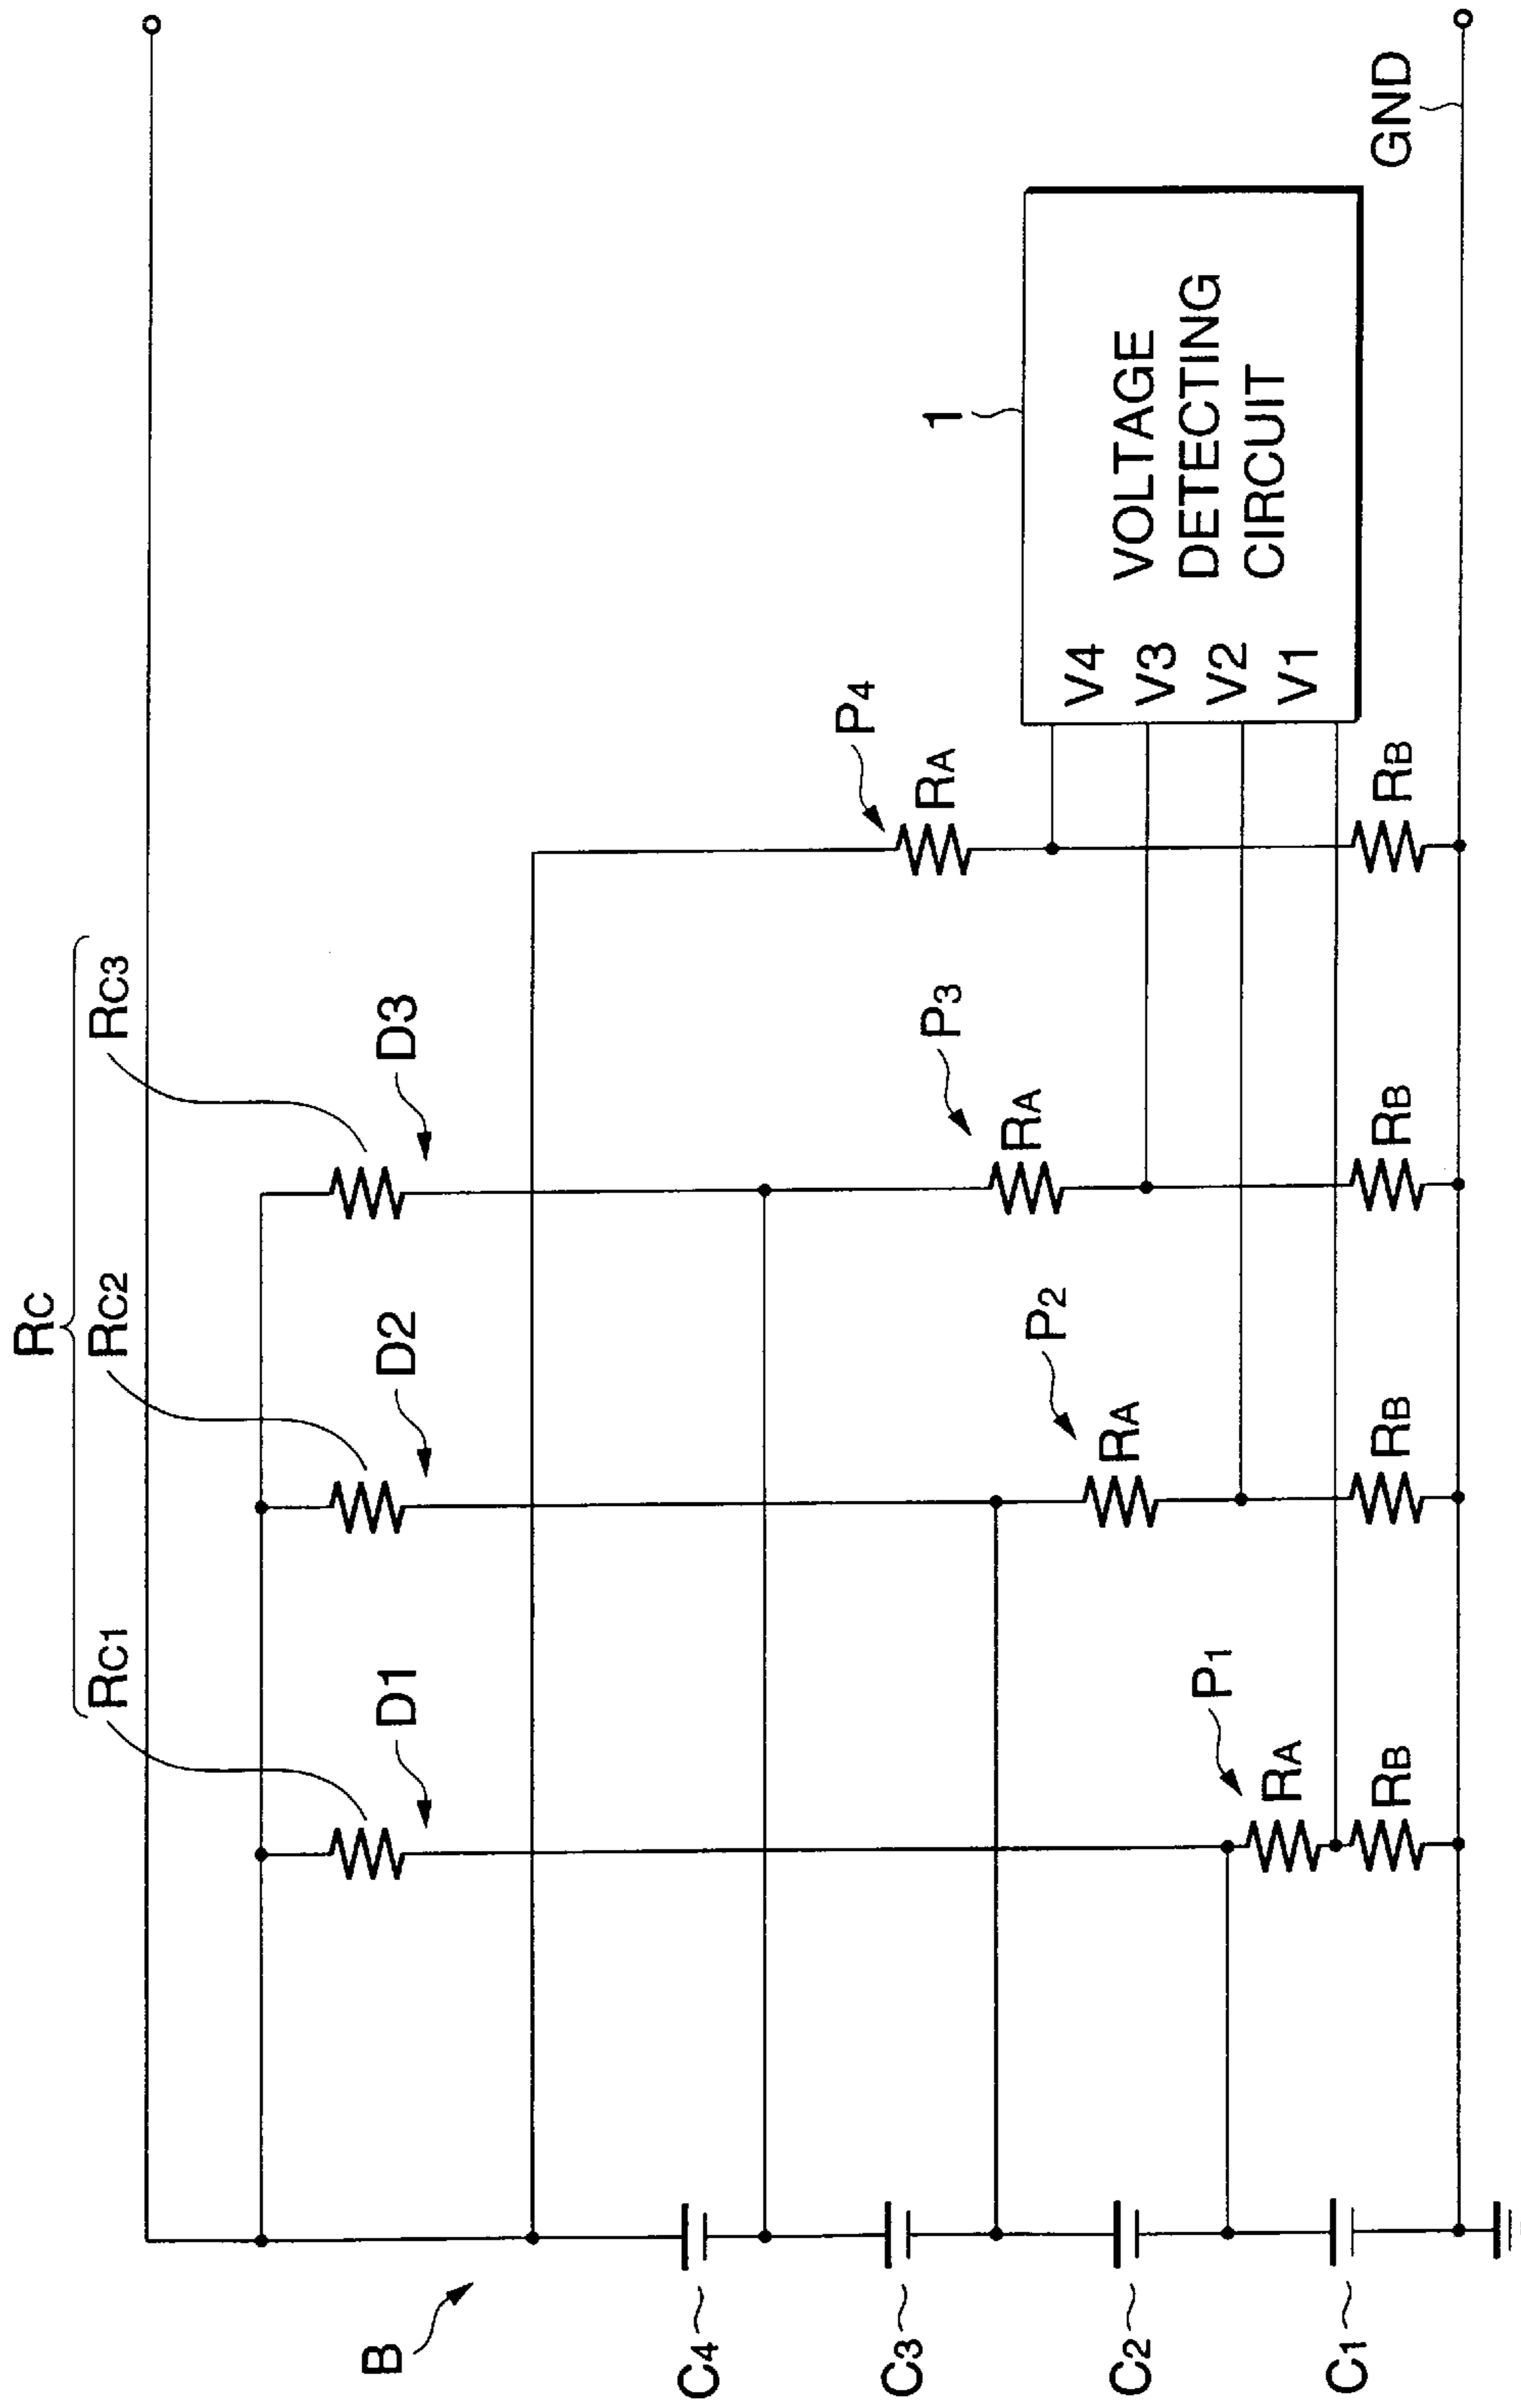 RC
RC1
RC2
RC3
D1
D2
D3
B
P4
RA
1
P3
RA
VOLTAGE
DETECTING
CIRCUIT
V4
V3
V2
V1
P2
RA
P1
RA
C4
C3
C2
C1
RB
RB
RB
RB
GND